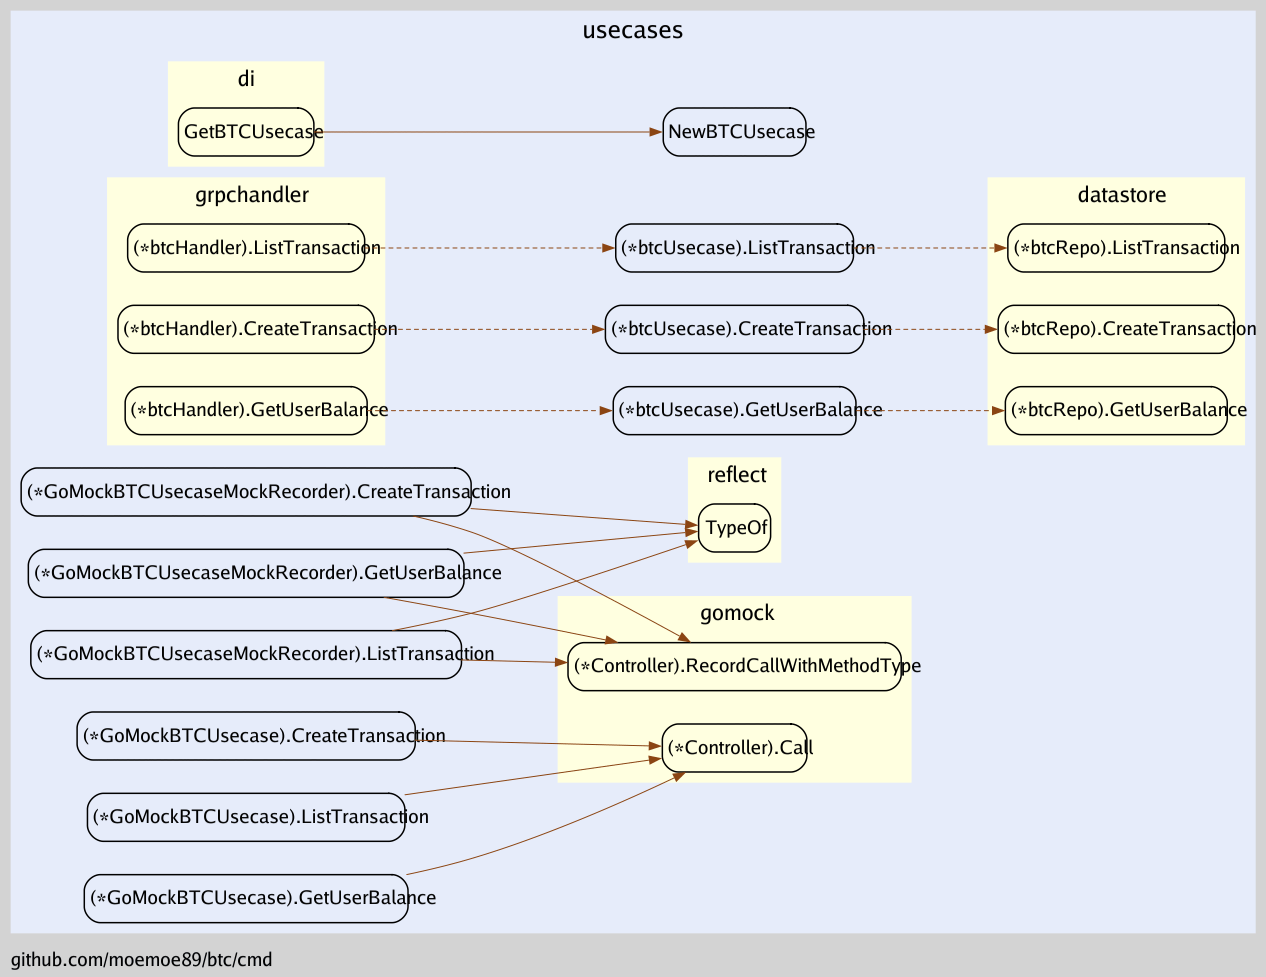 usecases
di
GetBTCUsecase
NewBTCUsecase
grpchandler
datastore
(*btcHandler).ListTransaction
(*btcUsecase).ListTransaction
(*btcRepo).ListTransaction
(*btcHandler).CreateTransaction
(*btcUsecase).CreateTransaction
(*btcRepo).CreateTransaction
(*btcHandler).GetUserBalance
(*btcUsecase).GetUserBalance
(*btcRepo).GetUserBalance
reflect
(*GoMockBTCUsecaseMockRecorder).CreateTransaction
TypeOf
(*GoMockBTCUsecaseMockRecorder).GetUserBalance
gomock
(*GoMockBTCUsecaseMockRecorder).ListTransaction
(*Controller).RecordCallWithMethodType
(*GoMockBTCUsecase).CreateTransaction
(*Controller).Call
(*GoMockBTCUsecase).ListTransaction
(*GoMockBTCUsecase).GetUserBalance
github.com/moemoe89/btc/cmd